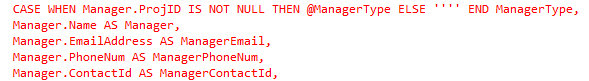 CASE WHEN Manager.ProjID IS NOT NULL THEN @ManagerType ELSE '''' END ManagerType,
Manager.Name AS Manager,
Manager.EmailAddress AS ManagerEmail,
Manager.PhoneNum AS ManagerPhoneNum,
Manager.ContactId AS ManagerContactId,